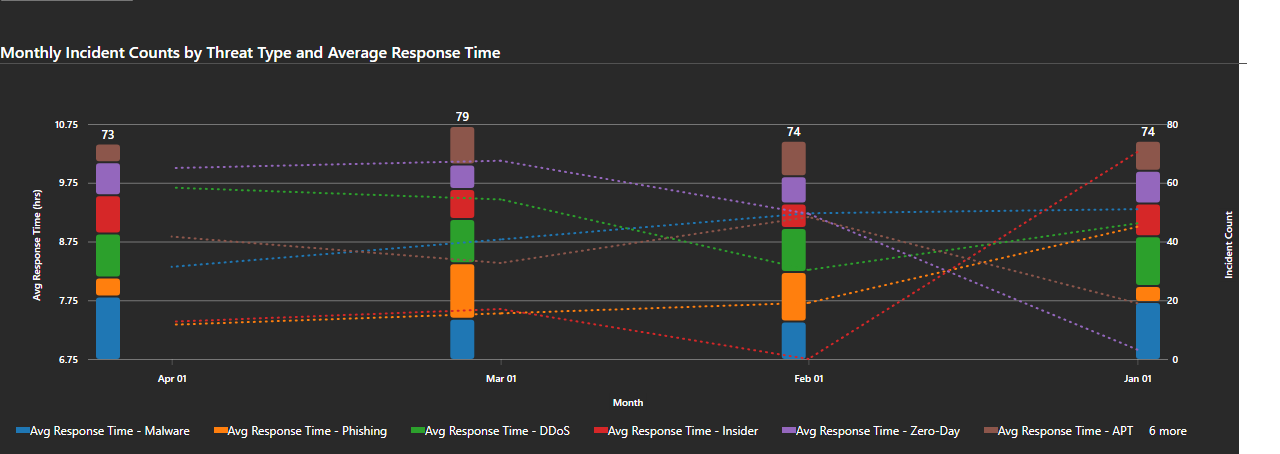 Monthly Incident Counts by Threat Type and Average Response Time
10.75
9.75
8.75
7.75
6.75
Avg Response Time (hrs)
73
79
74
74
80
60
40
20
0
Incident Count
Apr 01
Mar 01
Feb 01
Jan 01
Month
Avg Response Time - Malware
Avg Response Time - Phishing
Avg Response Time - DDoS
Avg Response Time - Insider
Avg Response Time - Zero-Day
Avg Response Time - APT
6 more